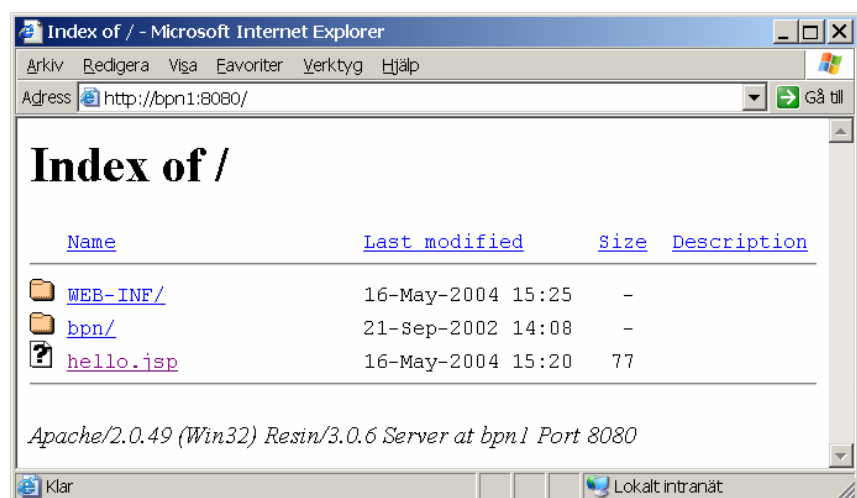 Index of / - Microsoft Internet Explorer
Arkiv Redigera Visa Favoriter Verktyg Hjälp
Adress http://bpn1:8080/ Gå till
Index of /
Name Last modified Size Description
WEB-INF/ 16-May-2004 15:25 -
bpn/ 21-Sep-2002 14:08 -
hello.jsp 16-May-2004 15:20 77
Apache/2.0.49 (Win32) Resin/3.0.6 Server at bpn1 Port 8080
Klar Lokalt intranät